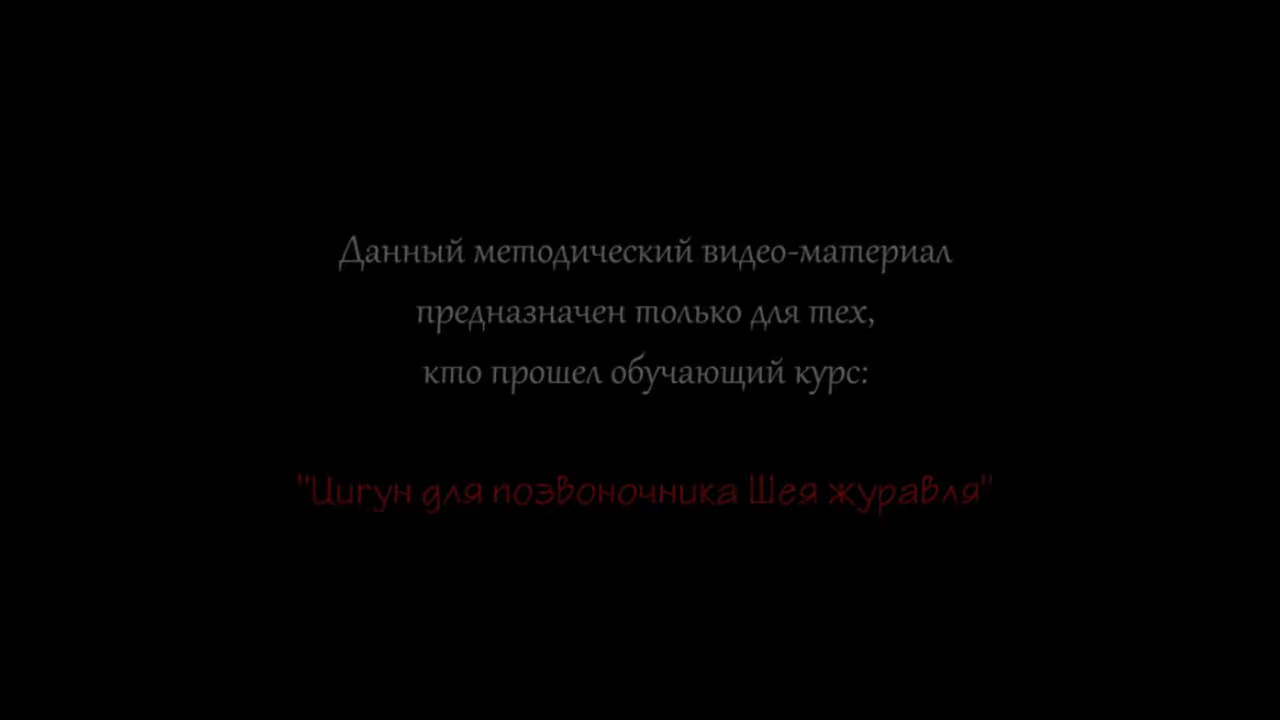 Данный методический видео-материал
предназначен только для тех,
кто прошел обучающий курс:
"Цигун для позвоночника Шея журавля"